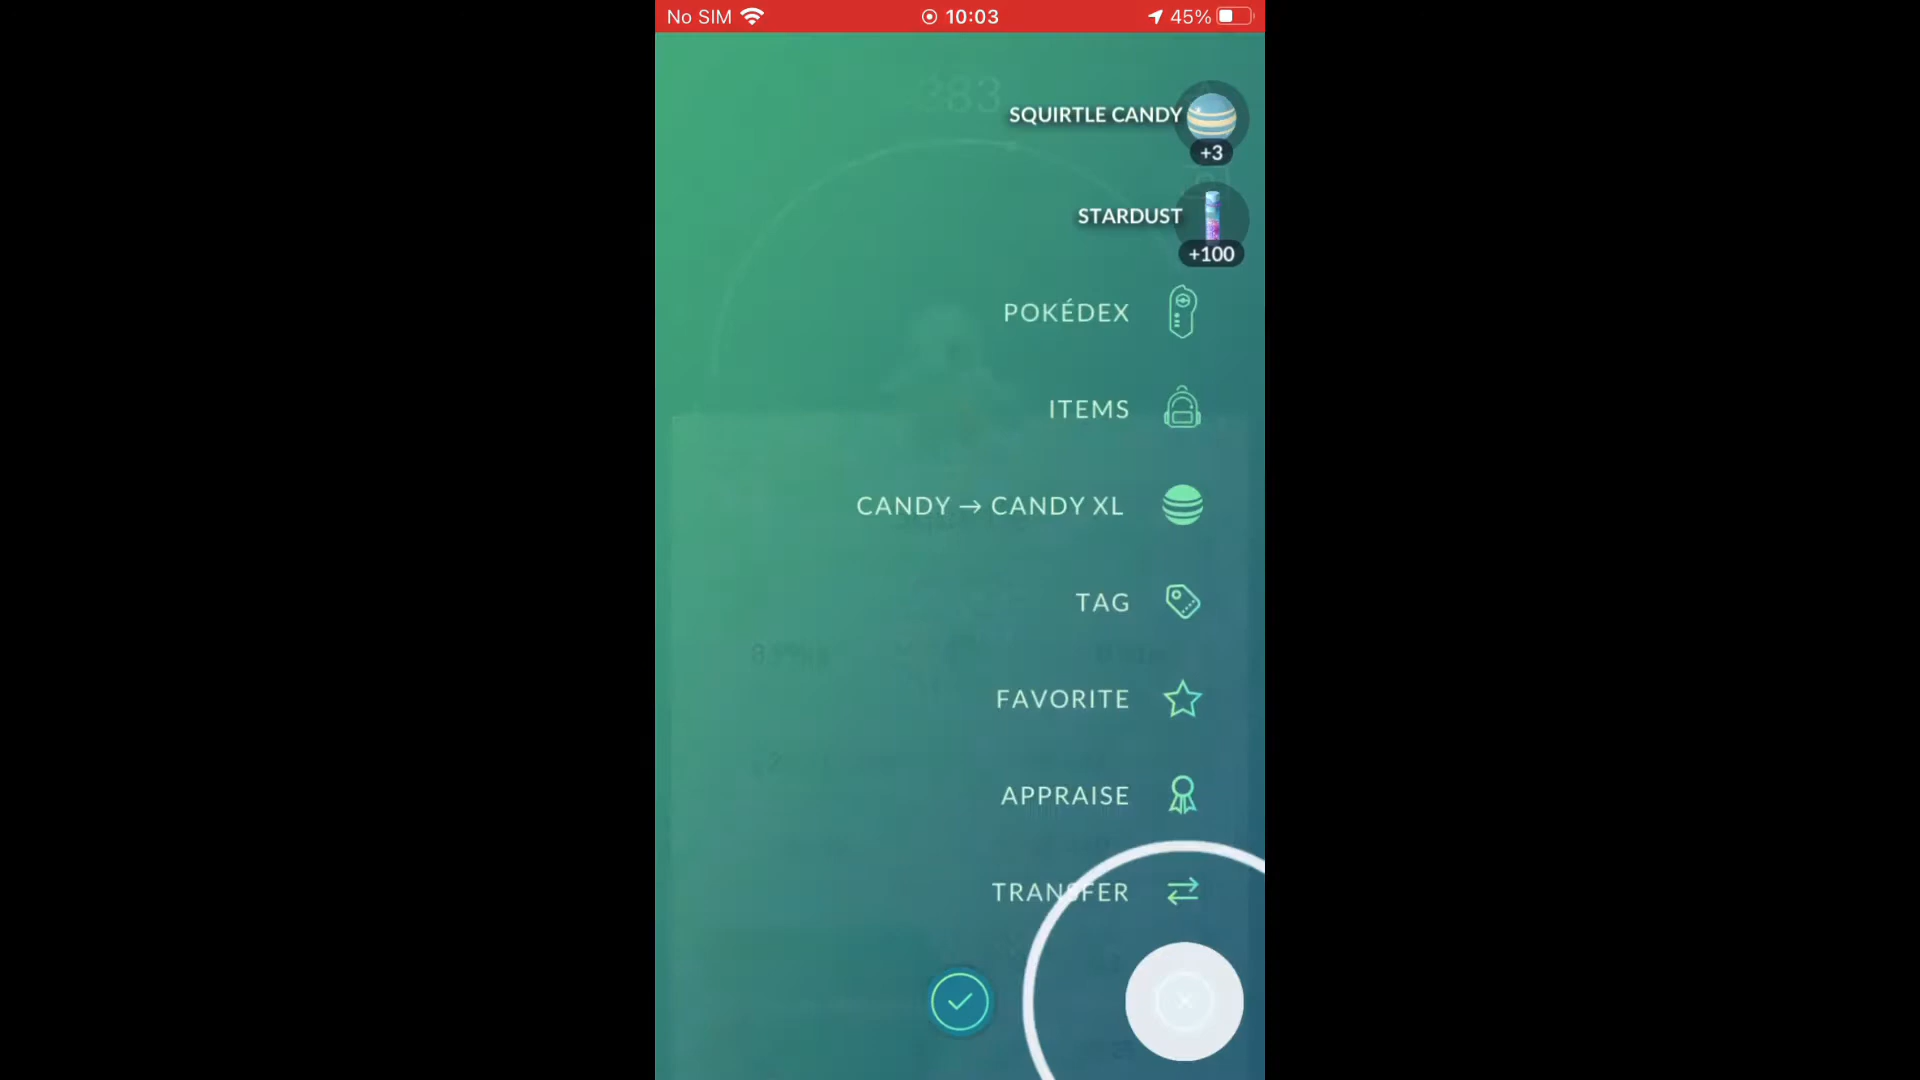 No SIM 10:03 45%
383
SQUIRTLE CANDY
+3
STARDUST
+100
POKÉDEX
ITEMS
CANDY → CANDY XL
TAG
FAVORITE
APPRAISE
TRANSFER